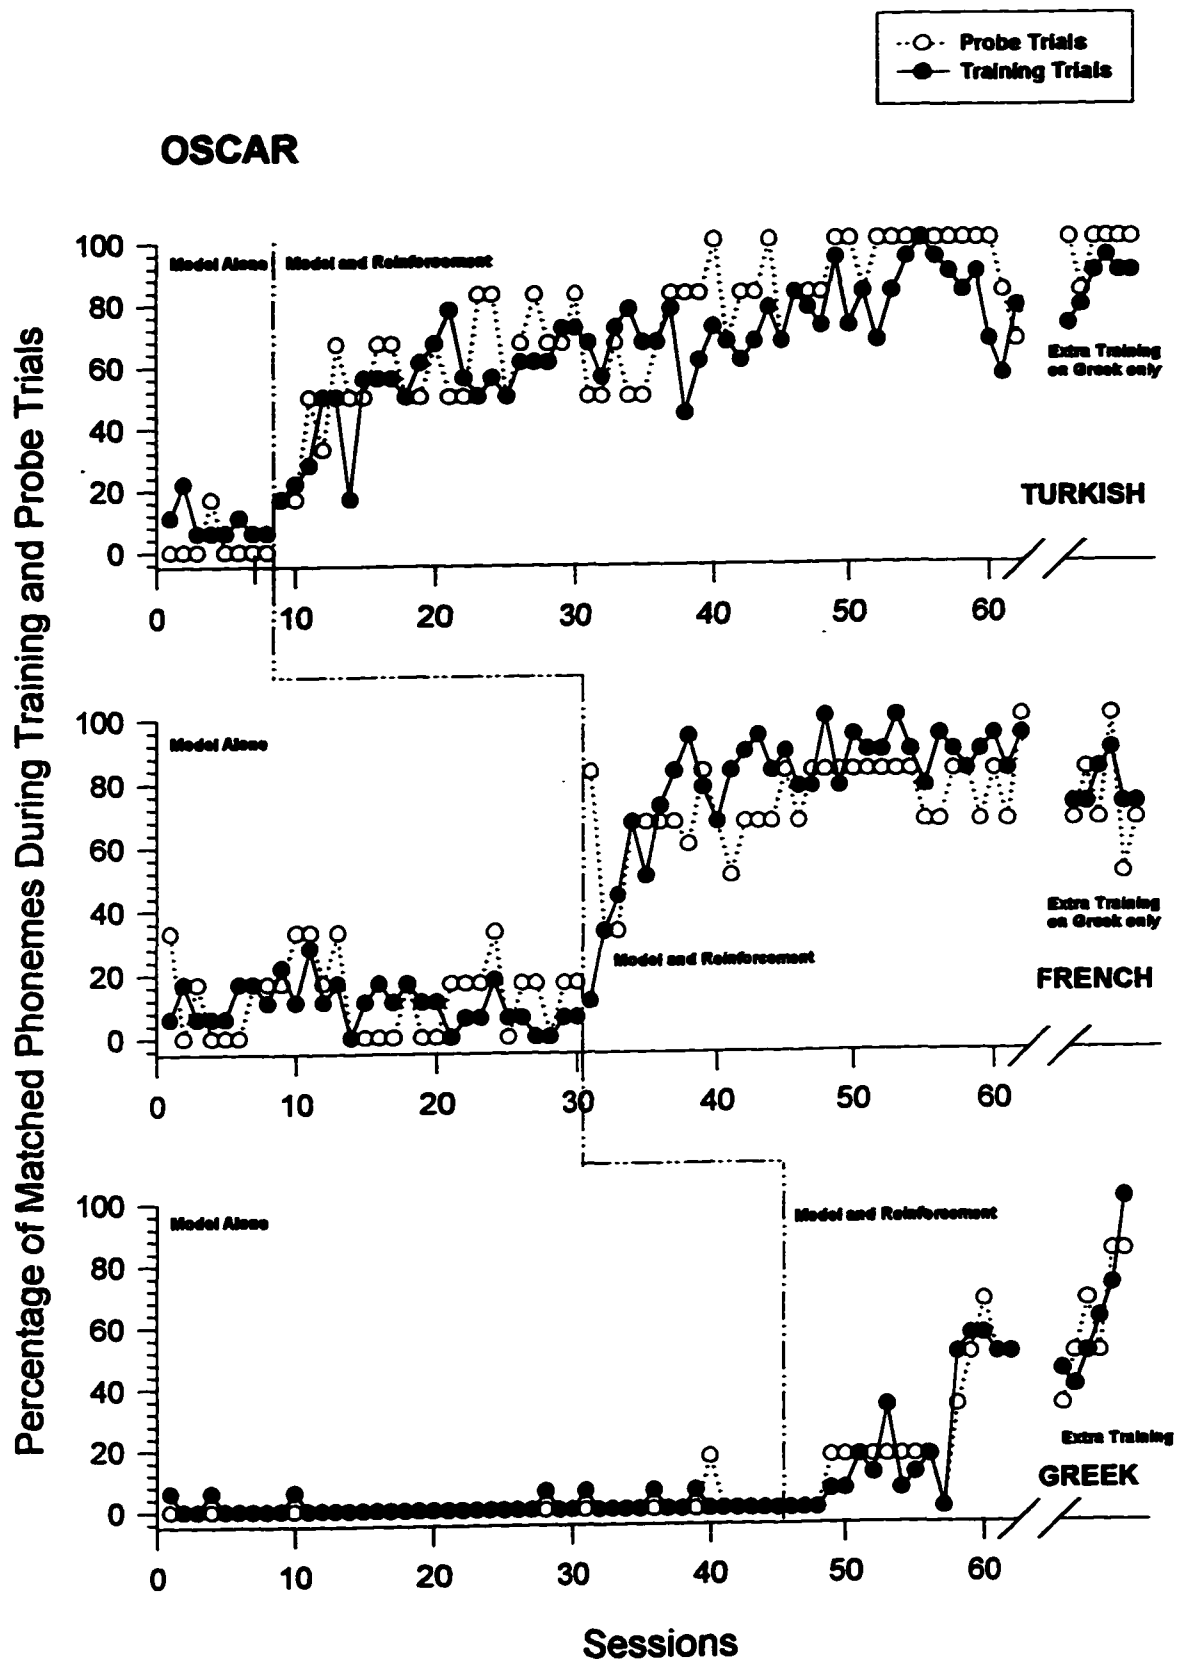 Probe Trials
Training Trials
OSCAR
Percentage of Matched Phonemes During Training and Probe Trials
100
80
60
40
20
0
Model Alone
Model and Reinforcement
Extra Training
on Greek only
TURKISH
0
10
20
30
40
50
60
100
80
60
40
20
0
Model Alone
Model and Reinforcement
Extra Training
on Greek only
FRENCH
0
10
20
30
40
50
60
100
80
60
40
20
0
Model Alone
Model and Reinforcement
Extra Training
GREEK
0
10
20
30
40
50
60
Sessions